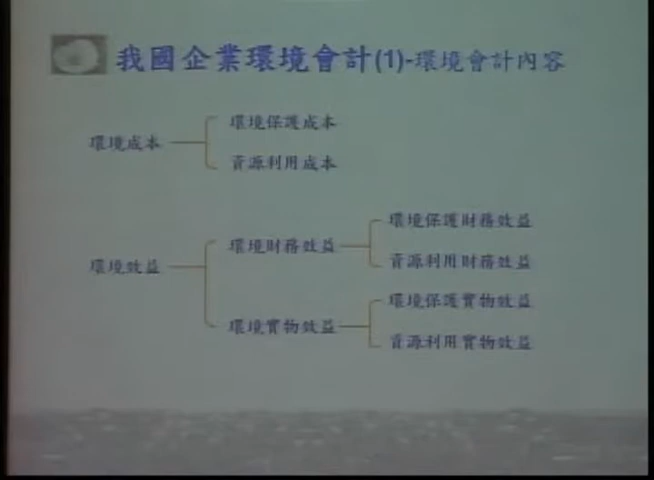 我國企業環境會計(1)-環境會計內容
環境成本
環境保護成本
資源利用成本
環境效益
環境財務效益
環境保護財務效益
資源利用財務效益
環境實物效益
環境保護實物效益
資源利用實物效益